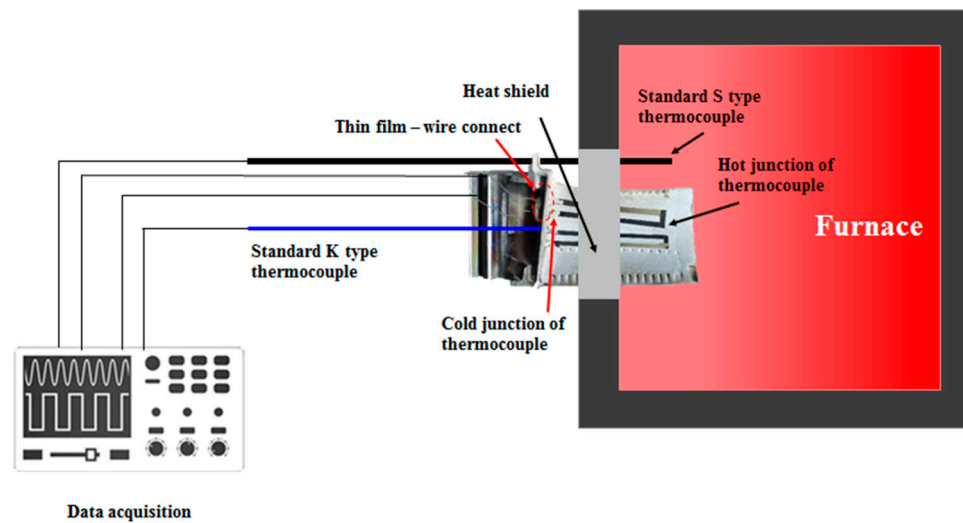 Heat shield
Standard S type
thermocouple
Thin film – wire connect
Hot junction of
thermocouple
Furnace
Standard K type
thermocouple
Cold junction of
thermocouple
Data acquisition